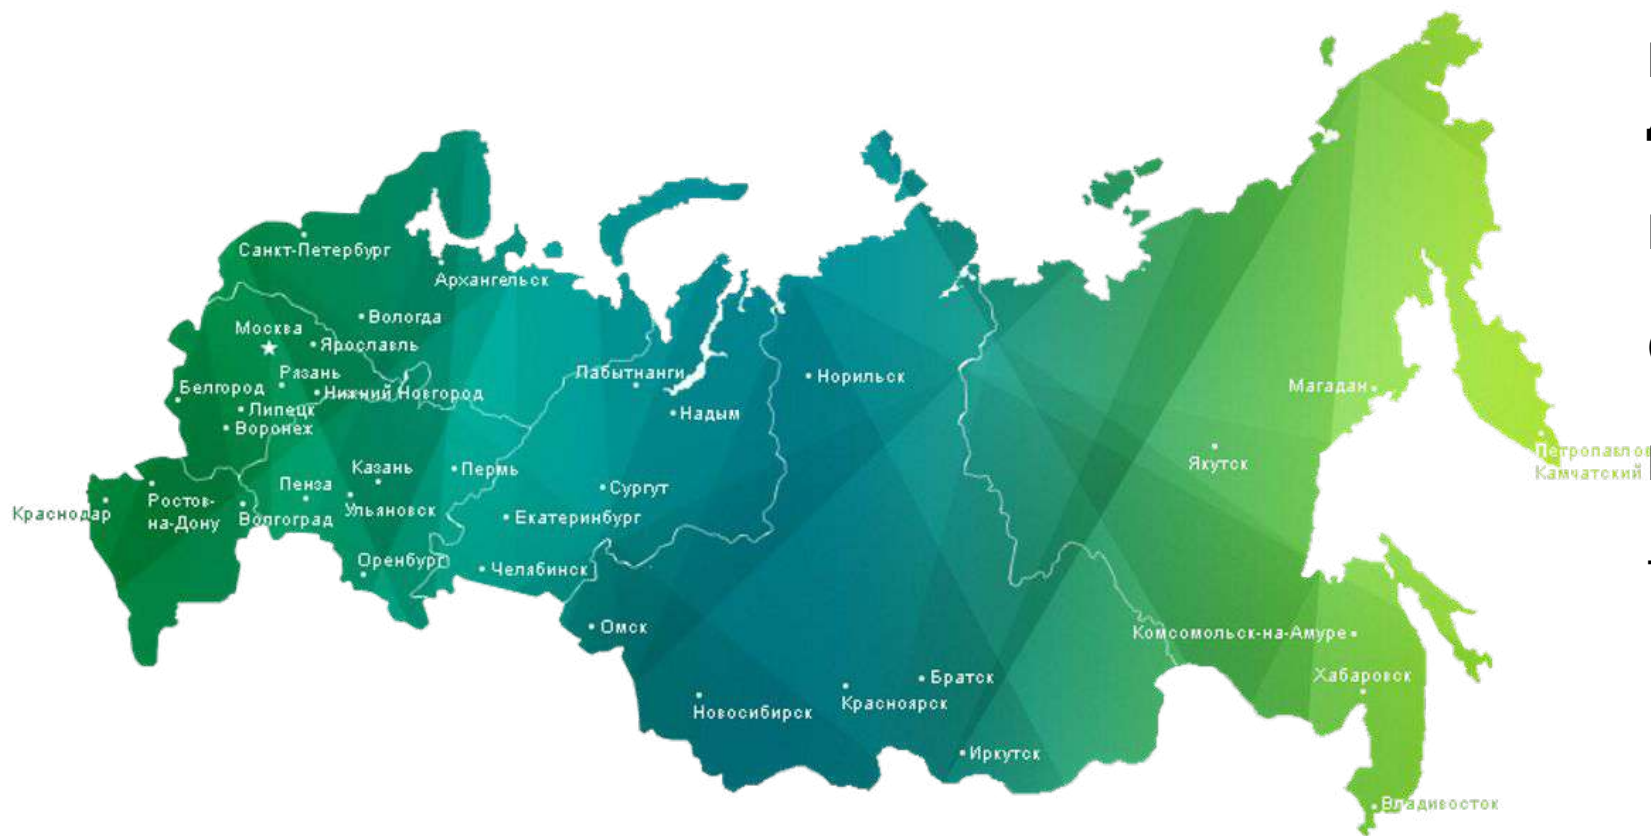 Санкт-Петербург
Архангельск
Вологда
Москва
Ярославль
Рязань
Белгород
Нижний Новгород
Липецк
Воронеж
Лабытнанги
Надым
Норильск
Магадан
Якутск
Петропавлов
Камчатский
Казань
Пермь
Пенза
Сургут
Ростов-
на-Дону
Краснодар
Волгоград
Ульяновск
Екатеринбург
Оренбург
Челябинск
Омск
Комсомольск-на-Амуре
Хабаровск
Братск
Красноярск
Новосибирск
Иркутск
Владивосток